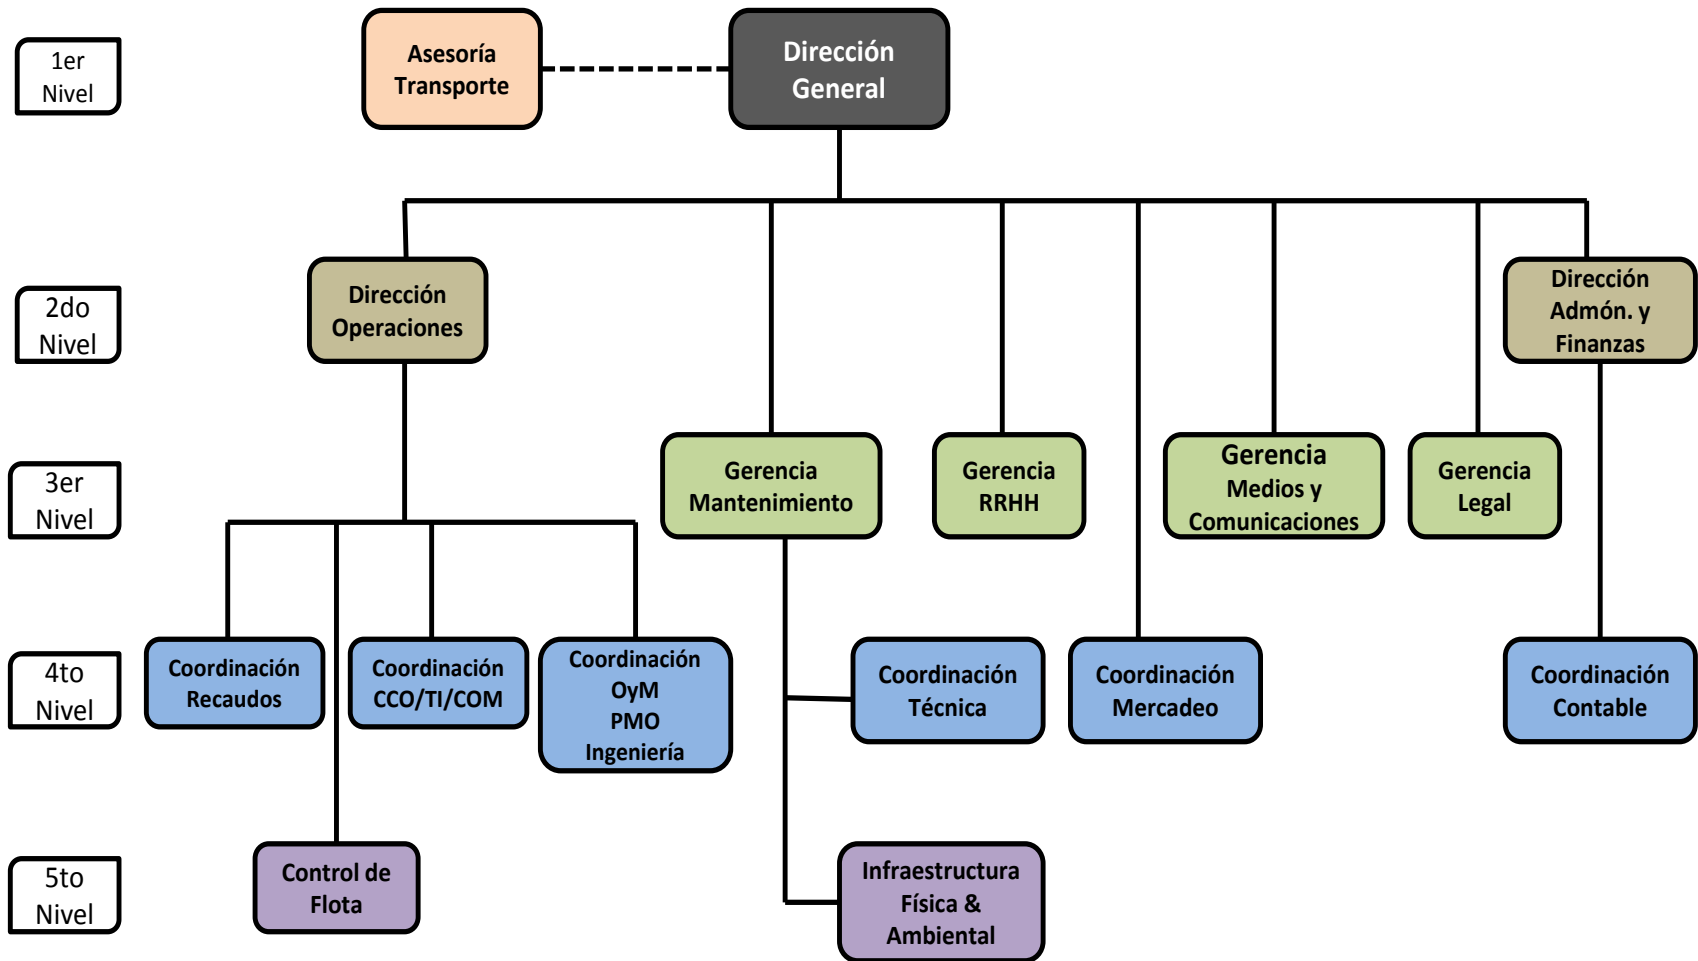 1er
Nivel
Asesoría
Transporte
Dirección
General
2do
Nivel
Dirección
Operaciones
Dirección
Admón. y
Finanzas
3er
Nivel
Gerencia
Mantenimiento
Gerencia
RRHH
Gerencia
Medios y
Comunicaciones
Gerencia
Legal
4to
Nivel
Coordinación
Recaudos
Coordinación
CCO/TI/COM
Coordinación
OyM
PMO
Ingeniería
Coordinación
Técnica
Coordinación
Mercadeo
Coordinación
Contable
5to
Nivel
Control de
Flota
Infraestructura
Física &
Ambiental